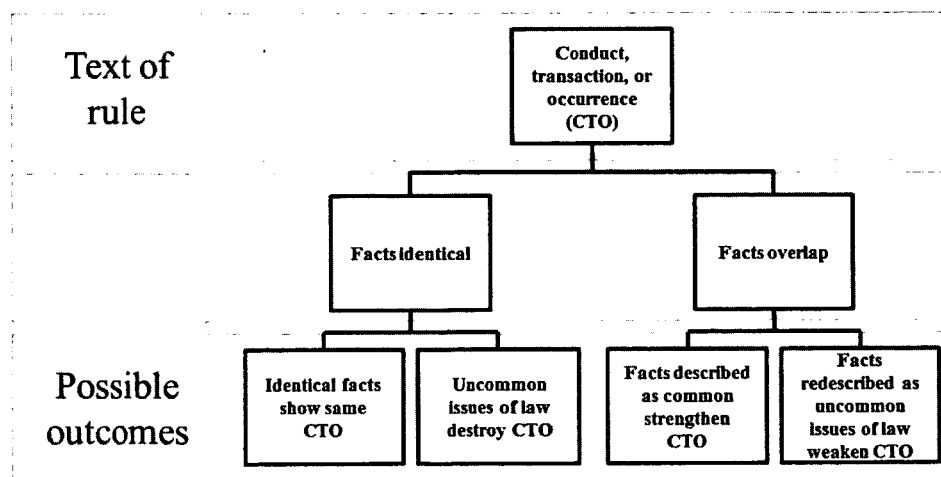 Text of
rule
Conduct,
transaction, or
occurrence
(CTO)
Facts identical
Facts overlap
Possible
outcomes
Identical facts
show same
CTO
Uncommon
issues of law
destroy CTO
Facts described
as common
strengthen
CTO
Facts
redescribed as
uncommon
issues of law
weaken CTO